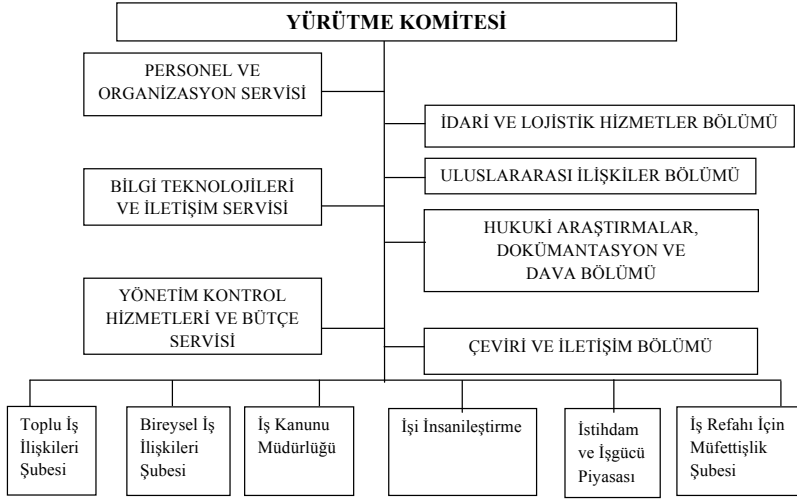 YÜRÜTME KOMİTESİ
PERSONEL VE
ORGANİZASYON SERVİSİ
İDARİ VE LOJİSTİK HİZMETLER BÖLÜMÜ
BİLGİ TEKNOLOJİLERİ
VE İLETİŞİM SERVİSİ
ULUSLARARASI İLİŞKİLER BÖLÜMÜ
HUKUKİ ARAŞTIRMALAR,
DOKÜMANTASYON VE
DAVA BÖLÜMÜ
YÖNETİM KONTROL
HİZMETLERİ VE BÜTÇE
SERVİSİ
ÇEVİRİ VE İLETİŞİM BÖLÜMÜ
Toplu İş
İlişkileri
Şubesi
Bireysel İş
İlişkileri
Şubesi
İş Kanunu
Müdürlüğü
İşi İnsanileştirme
İstihdam
ve İşgücü
Piyasası
İş Refahı İçin
Müfettişlik
Şubesi